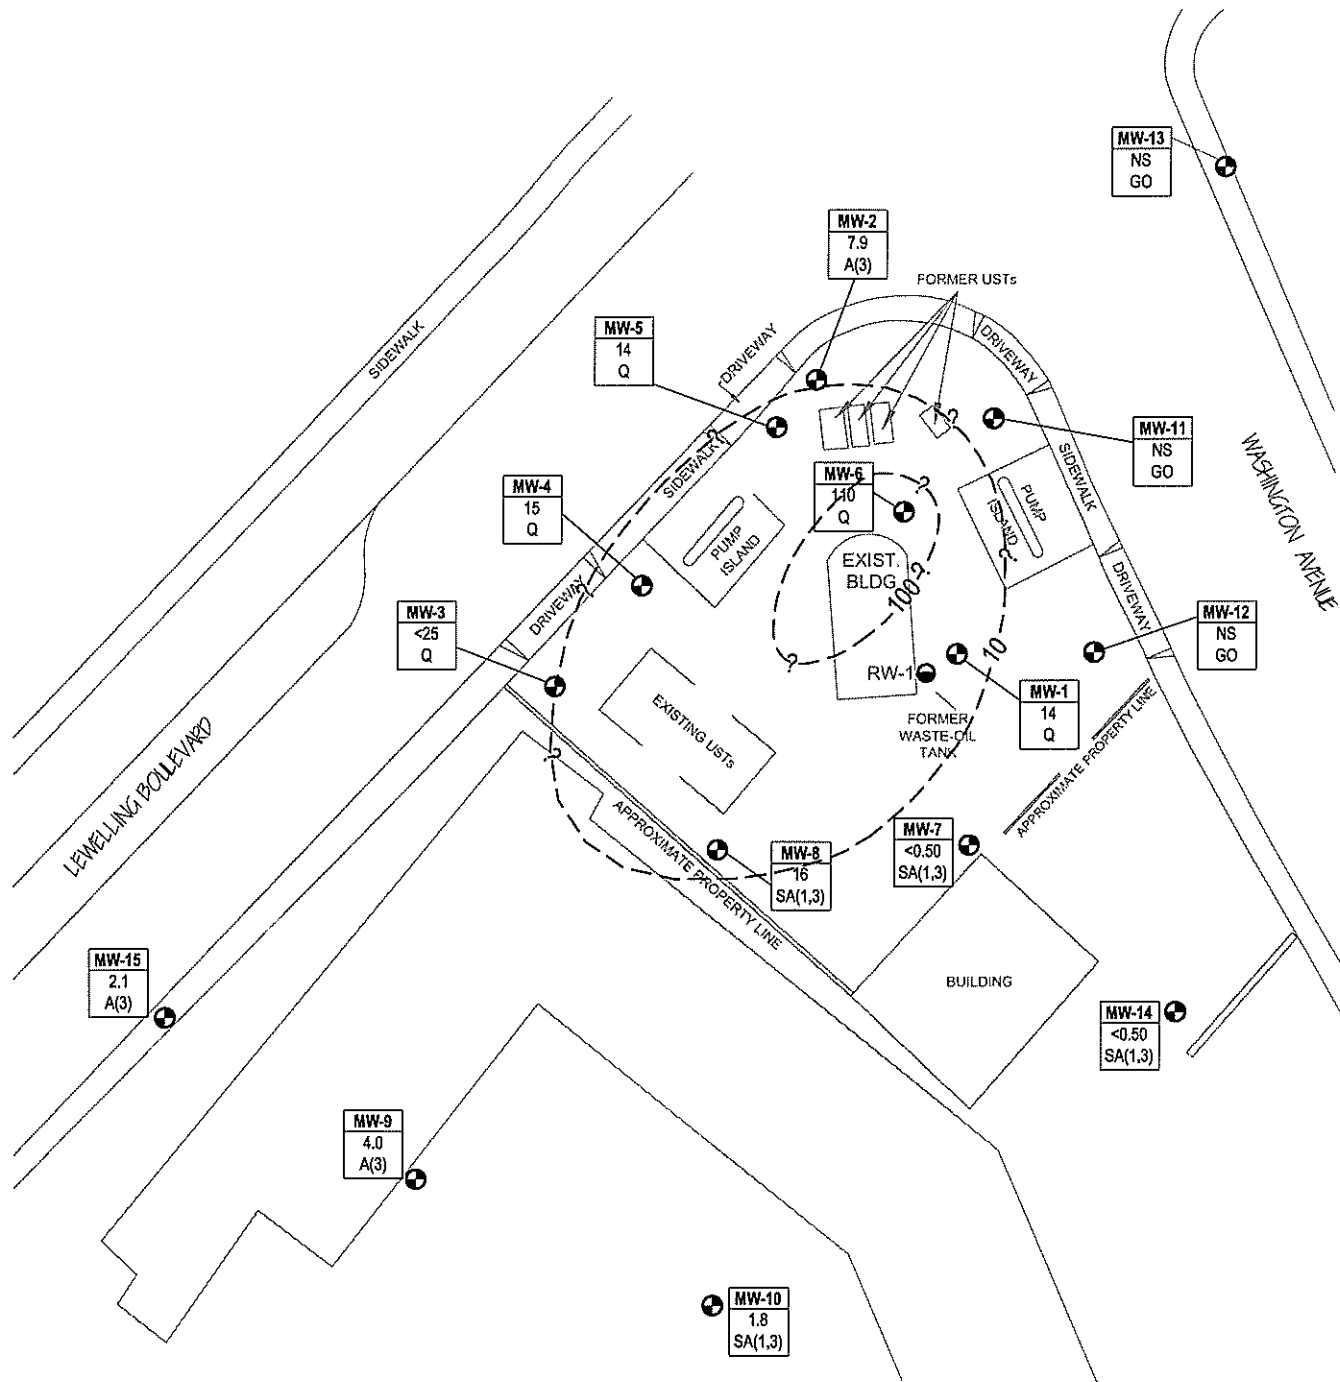 MW-13
NS
GO
MW-2
7.9
A(3)
FORMER USTs
MW-5
14
Q
DRIVEWAY
DRIVEWAY
SIDEWALK
MW-11
NS
GO
WASHINGTON AVENUE
SIDEWALK
SIDEWALK
MW-4
15
Q
MW-6
110
Q
?
?
?
PUMP
ISLAND
PUMP
ISLAND
EXIST.
BLDG
?
100
?
?
DRIVEWAY
DRIVEWAY
?
MW-3
<25
Q
MW-12
NS
GO
?
10
RW-1
MW-1
14
Q
FORMER
WASTE-OIL
TANK
EXISTING USTs
APPROXIMATE PROPERTY LINE
?
LEWELLING BOULEVARD
APPROXIMATE PROPERTY LINE
MW-7
<0.50
SA(1,3)
MW-8
16
SA(1,3)
BUILDING
MW-15
2.1
A(3)
MW-14
<0.50
SA(1,3)
MW-9
4.0
A(3)
MW-10
1.8
SA(1,3)